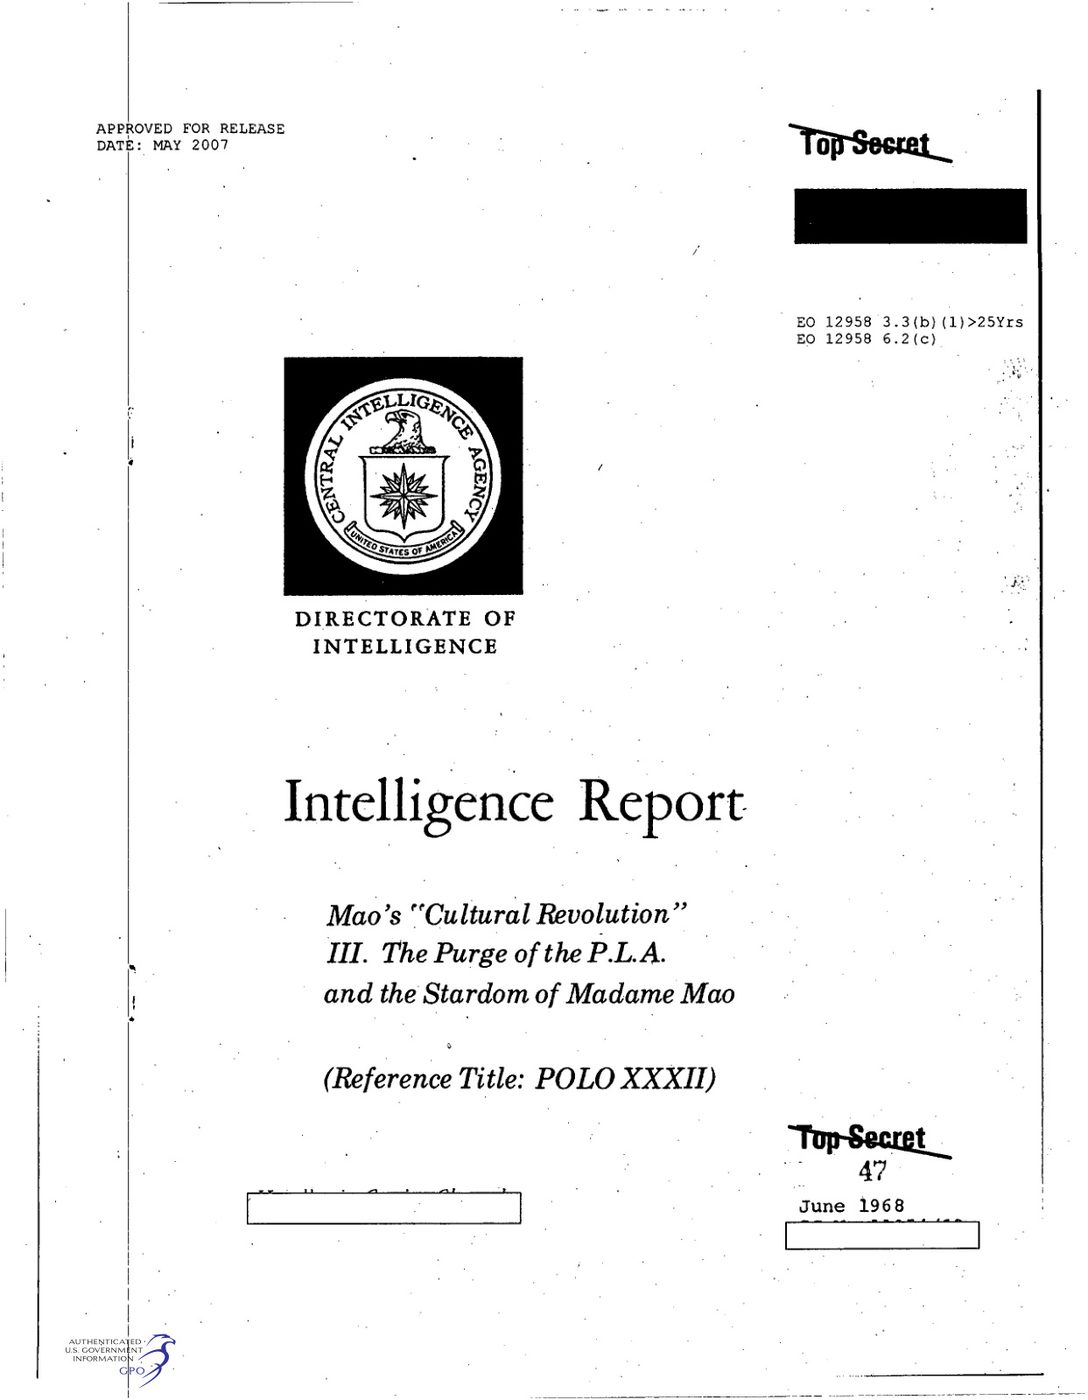 APPROVED FOR RELEASE
DATE: MAY 2007
Top Secret
EO 12958 3.3(b)(1)>25Yrs
EO 12958 6.2(c)
CENTRAL INTELLIGENCE AGENCY
UNITED STATES OF AMERICA
DIRECTORATE OF
INTELLIGENCE
Intelligence Report
Mao's "Cultural Revolution"
III. The Purge of the P.L.A.
and the Stardom of Madame Mao
(Reference Title: POLO XXXII)
Top Secret
47
June 1968
AUTHENTICATED
U.S. GOVERNMENT
INFORMATION
GPO